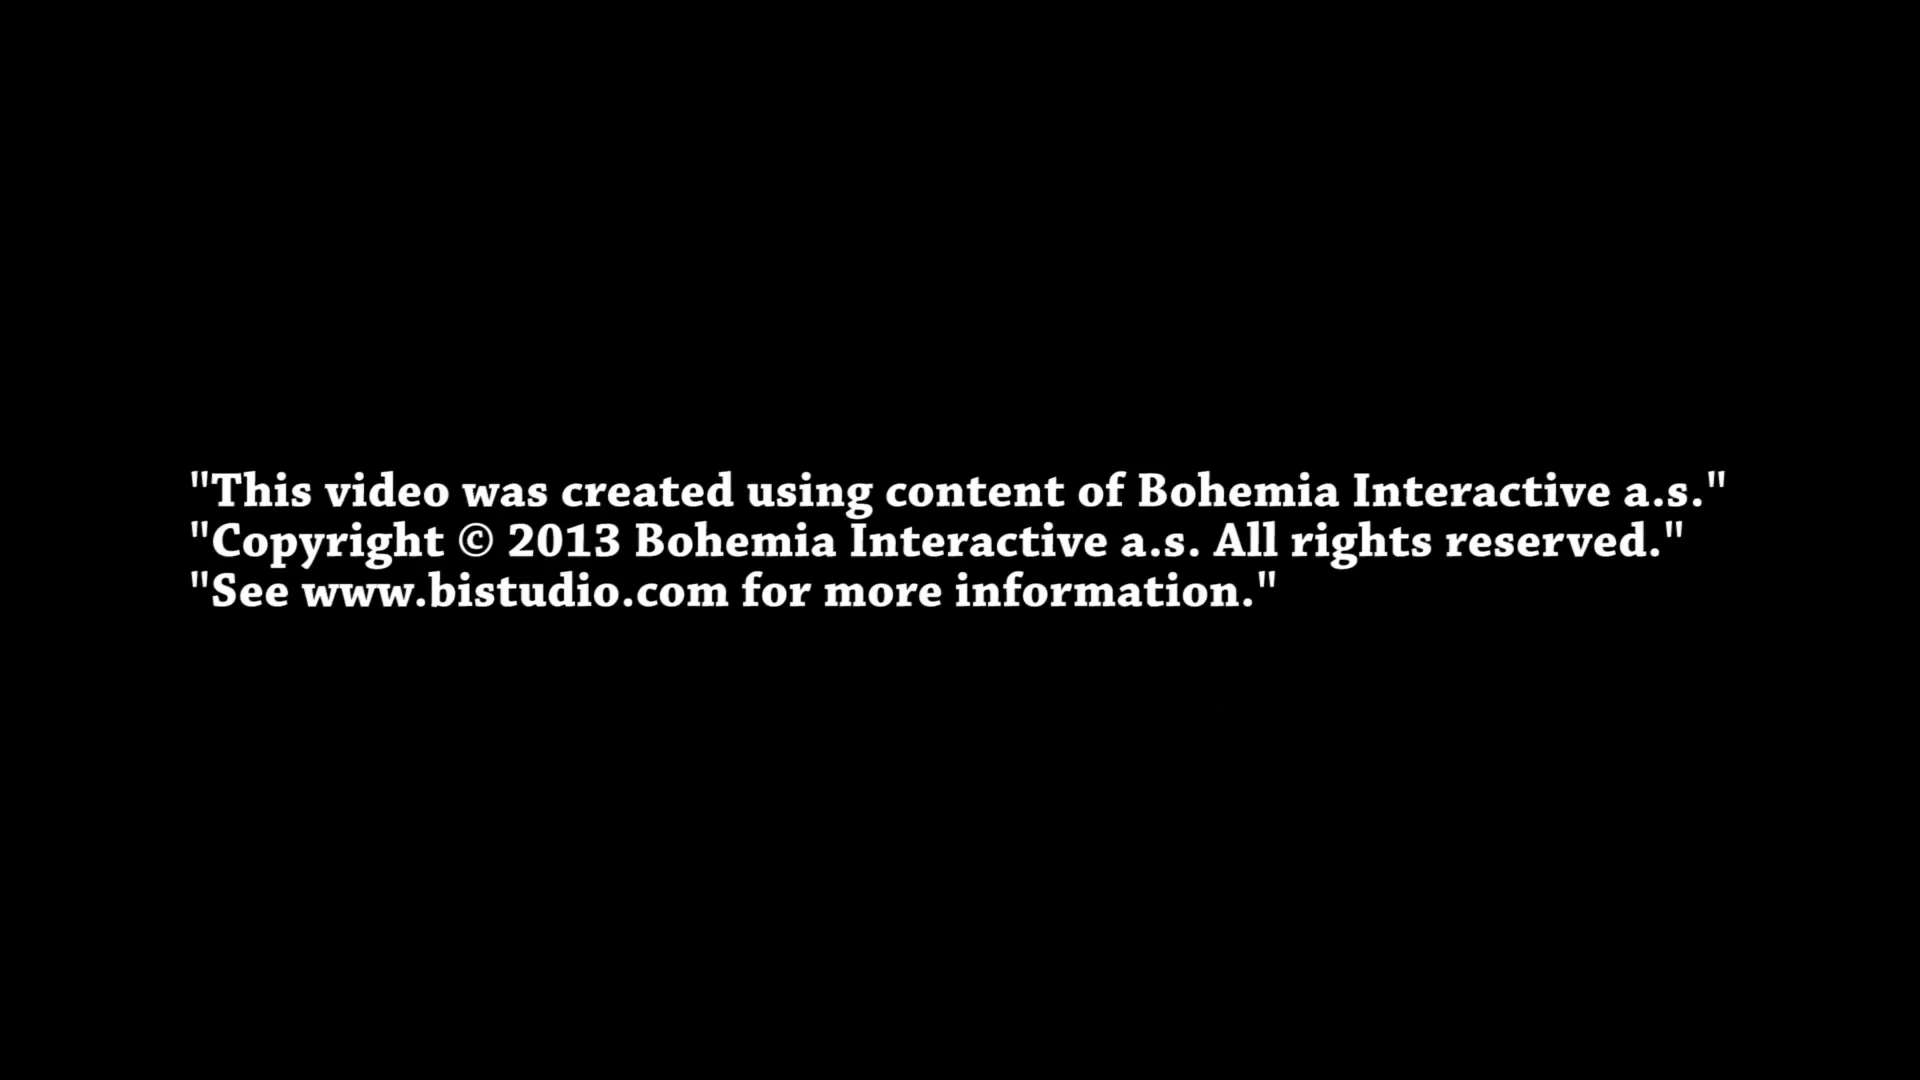 "This video was created using content of Bohemia Interactive a.s."
"Copyright © 2013 Bohemia Interactive a.s. All rights reserved."
"See www.bistudio.com for more information."